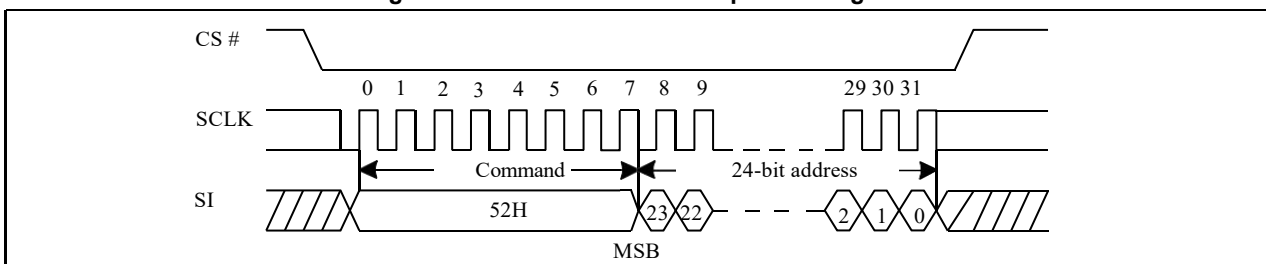 CS #
0 1 2 3 4 5 6 7 8 9 29 30 31
SCLK
Command 24-bit address
SI 52H 23 22 2 1 0
MSB